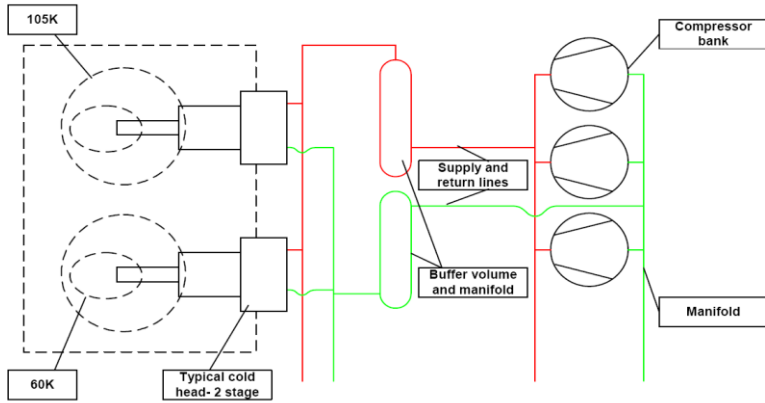 105K
Compressor
bank
Supply and
return lines
Buffer volume
and manifold
Manifold
60K
Typical cold
head- 2 stage